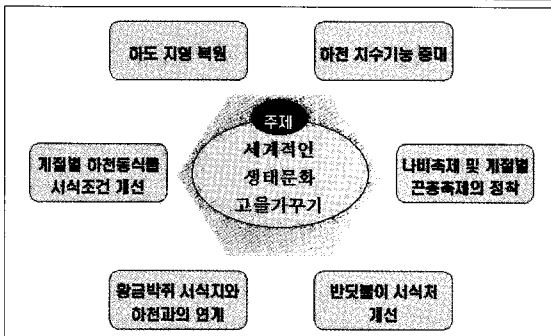 하도 지형 복원
하천 치수기능 증대
주제
세계적인
생태문화
고을가꾸기
계절별 하천동식물
서식조건 개선
나비축제 및 계절별
곤충축제의 정착
황금박쥐 서식지와
하천과의 연계
반딧불이 서식처
개선